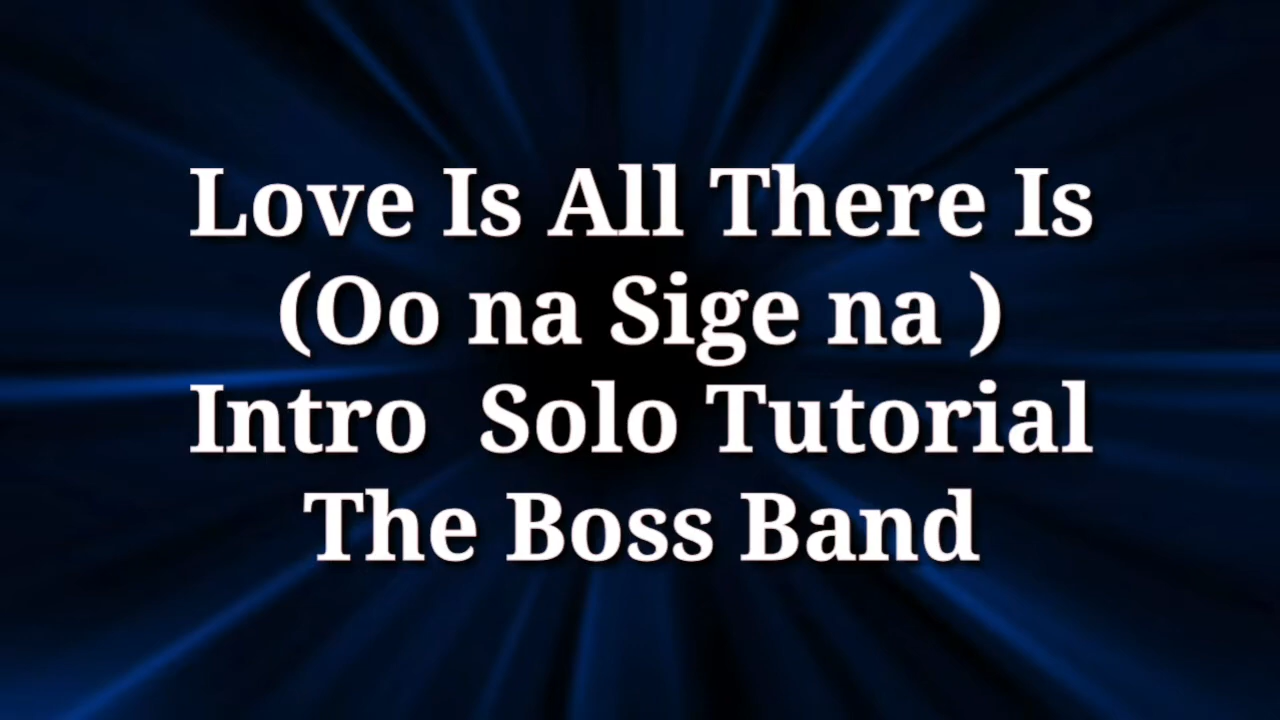 Love Is All There Is
(Oo na Sige na )
Intro  Solo Tutorial
The Boss Band